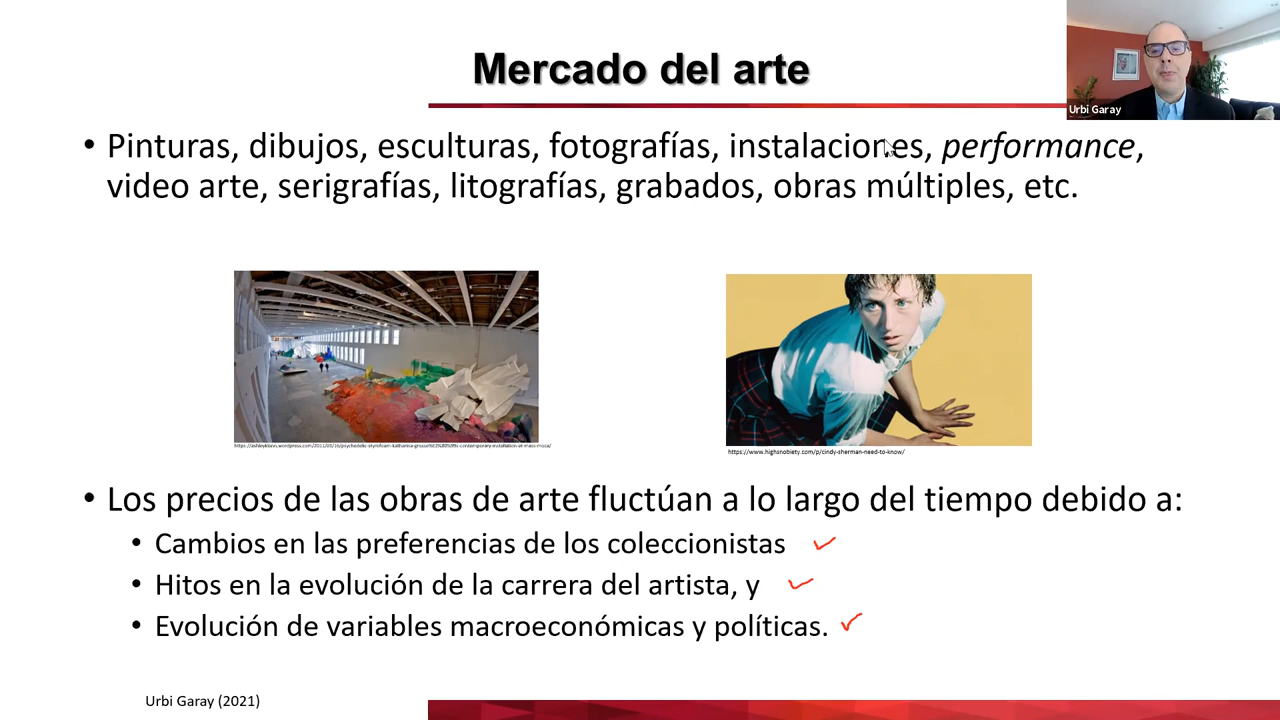 Mercado del arte
Urbi Garay
• Pinturas, dibujos, esculturas, fotografías, instalaciones, performance,
video arte, serigrafías, litografías, grabados, obras múltiples, etc.
https://www.highsnobiety.com/p/cindy-sherman-need-to-know/
• Los precios de las obras de arte fluctúan a lo largo del tiempo debido a:
• Cambios en las preferencias de los coleccionistas
• Hitos en la evolución de la carrera del artista, y
• Evolución de variables macroeconómicas y políticas.
Urbi Garay (2021)